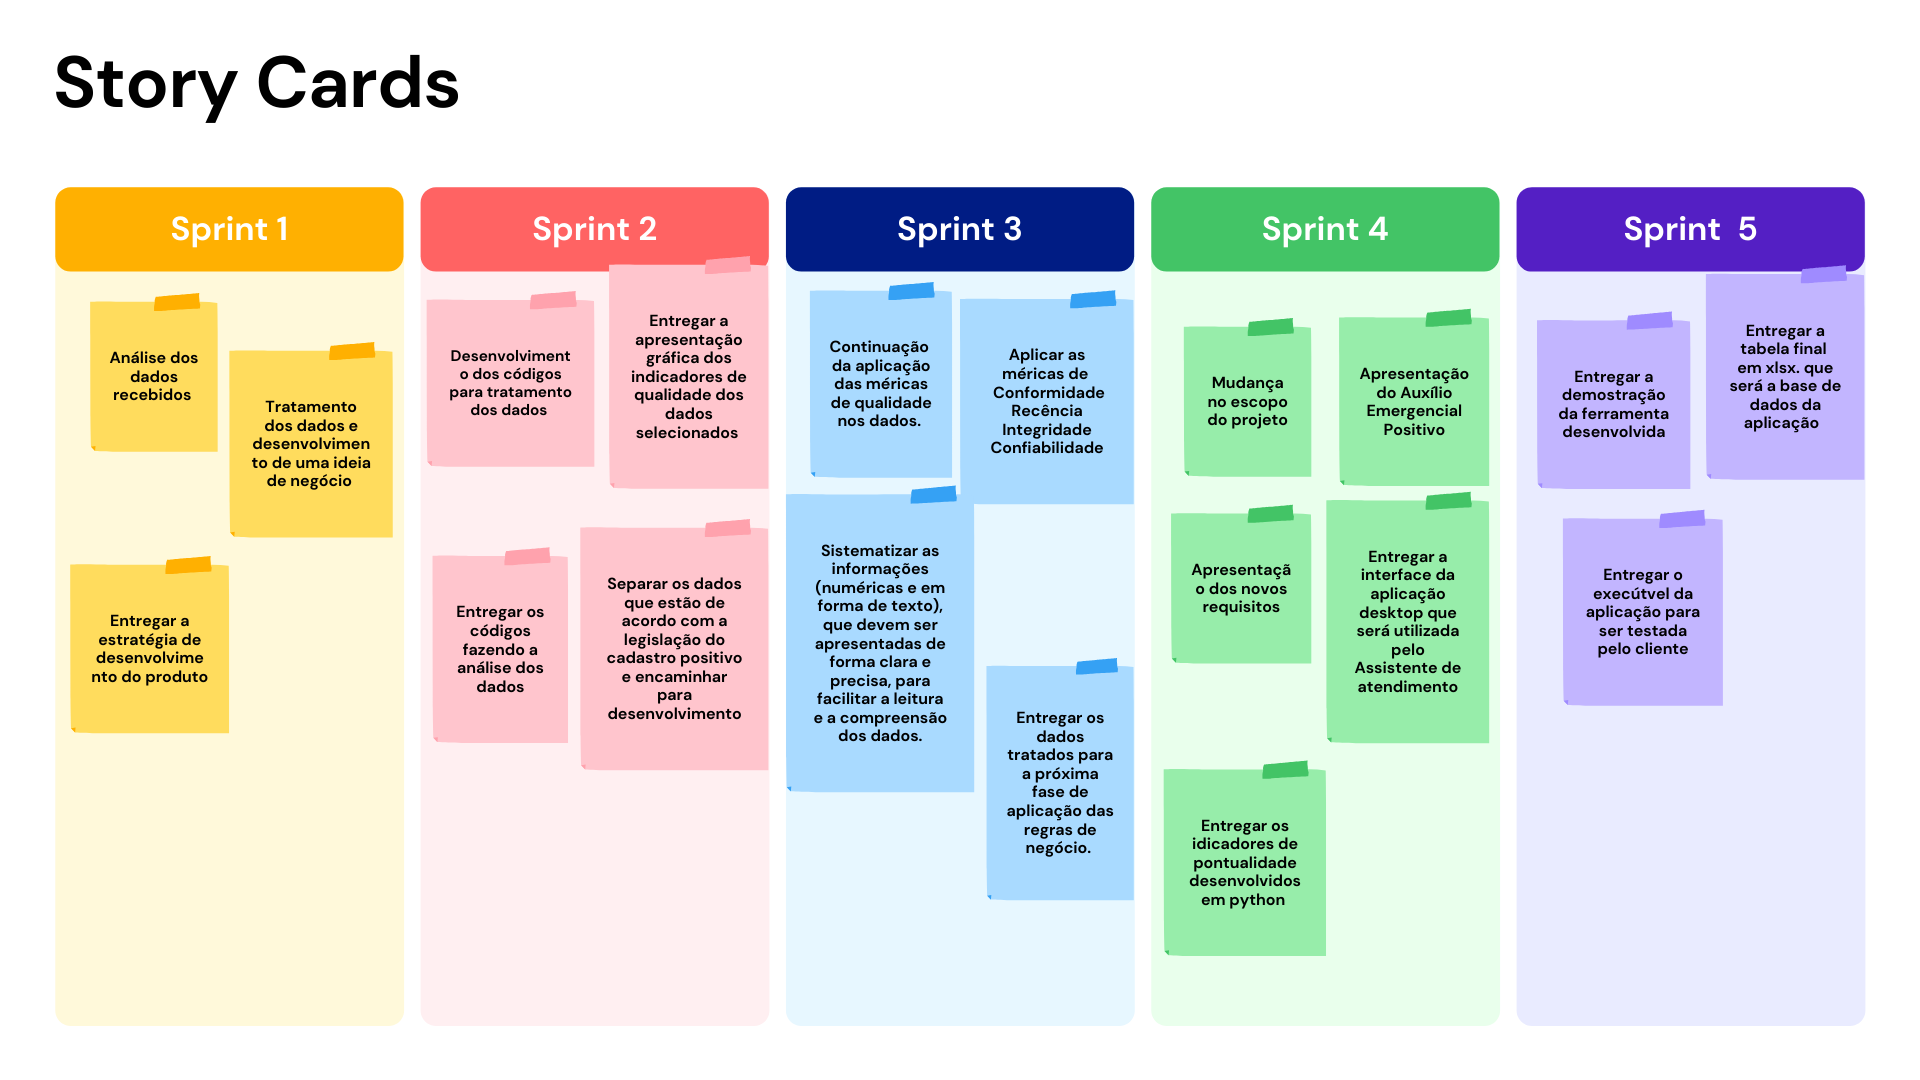 Story Cards
Sprint 1
Análise dos
dados
recebidos
Tratamento
dos dados e
desenvolvimen
to de uma ideia
de negócio
Entregar a
estratégia de
desenvolvime
nto do produto
Sprint 2
Desenvolviment
o dos códigos
para tratamento
dos dados
Entregar a
apresentação
gráfica dos
indicadores de
qualidade dos
dados
selecionados
Entregar os
códigos
fazendo a
análise dos
dados
Separar os dados
que estão de
acordo com a
legislação do
cadastro positivo
e encaminhar
para
desenvolvimento
Sprint 3
Continuação
da aplicação
das méricas
de qualidade
nos dados.
Aplicar as
méricas de
Conformidade
Recência
Integridade
Confiabilidade
Sistematizar as
informações
(numéricas e em
forma de texto),
que devem ser
apresentadas de
forma clara e
precisa, para
facilitar a leitura
e a compreensão
dos dados.
Entregar os
dados
tratados para
a próxima
fase de
aplicação das
regras de
negócio.
Sprint 4
Mudança
no escopo
do projeto
Apresentação
do Auxílio
Emergencial
Positivo
Apresentaçã
o dos novos
requisitos
Entregar a
interface da
aplicação
desktop que
será utilizada
pelo
Assistente de
atendimento
Entregar os
idicadores de
pontualidade
desenvolvidos
em python
Sprint  5
Entregar a
demostração
da ferramenta
desenvolvida
Entregar a
tabela final
em xlsx. que
será a base de
dados da
aplicação
Entregar o
execútvel da
aplicação para
ser testada
pelo cliente